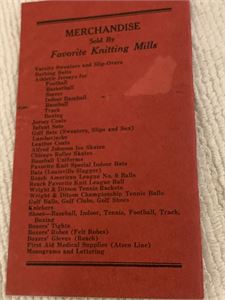 MERCHANDISE
Sold By
Favorite Knitting Mills
Varsity Sweaters and Slip-Overs
Bathing Suits
Athletic Jerseys for
Football
Basketball
Soccer
Indoor Baseball
Baseball
Track
Boxing
Jersey Coats
Infant Sets
Golf Sets (Sweaters, Slips and Sox)
Lumberjacks
Leather Coats
Alfred Johnson Ice Skates
Chicago Roller Skates
Baseball Uniforms
Favorite Knit Special Indoor Bats
Bats (Louisville Slugger)
Reach American League No. 0 Balls
Reach Favorite Knit League Ball
Wright & Ditson Tennis Rackets
Wright & Ditson Championship Tennis Balls
Golf Balls, Golf Clubs, Golf Shoes
Knickers
Shoes—Baseball, Indoor, Tennis, Football, Track,
Boxing
Boxers' Tights
Boxers' Robes (Felt Robes)
Boxers' Gloves (Reach)
First Aid Medical Supplies (Atzen Line)
Monograms and Lettering